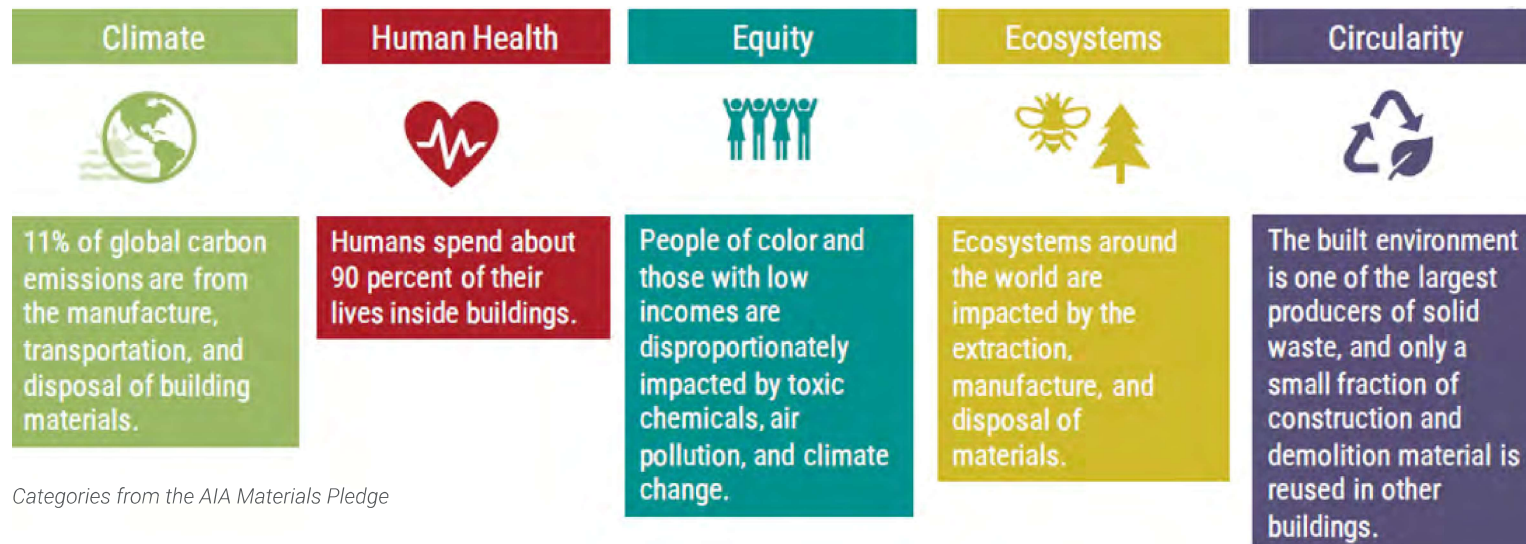 Climate
11% of global carbon
emissions are from
the manufacture,
transportation, and
disposal of building
materials.
Human Health
Humans spend about
90 percent of their
lives inside buildings.
Equity
People of color and
those with low
incomes are
disproportionately
impacted by toxic
chemicals, air
pollution, and climate
change.
Ecosystems
Ecosystems around
the world are
impacted by the
extraction,
manufacture, and
disposal of
materials.
Circularity
The built environment
is one of the largest
producers of solid
waste, and only a
small fraction of
construction and
demolition material is
reused in other
buildings.
Categories from the AIA Materials Pledge